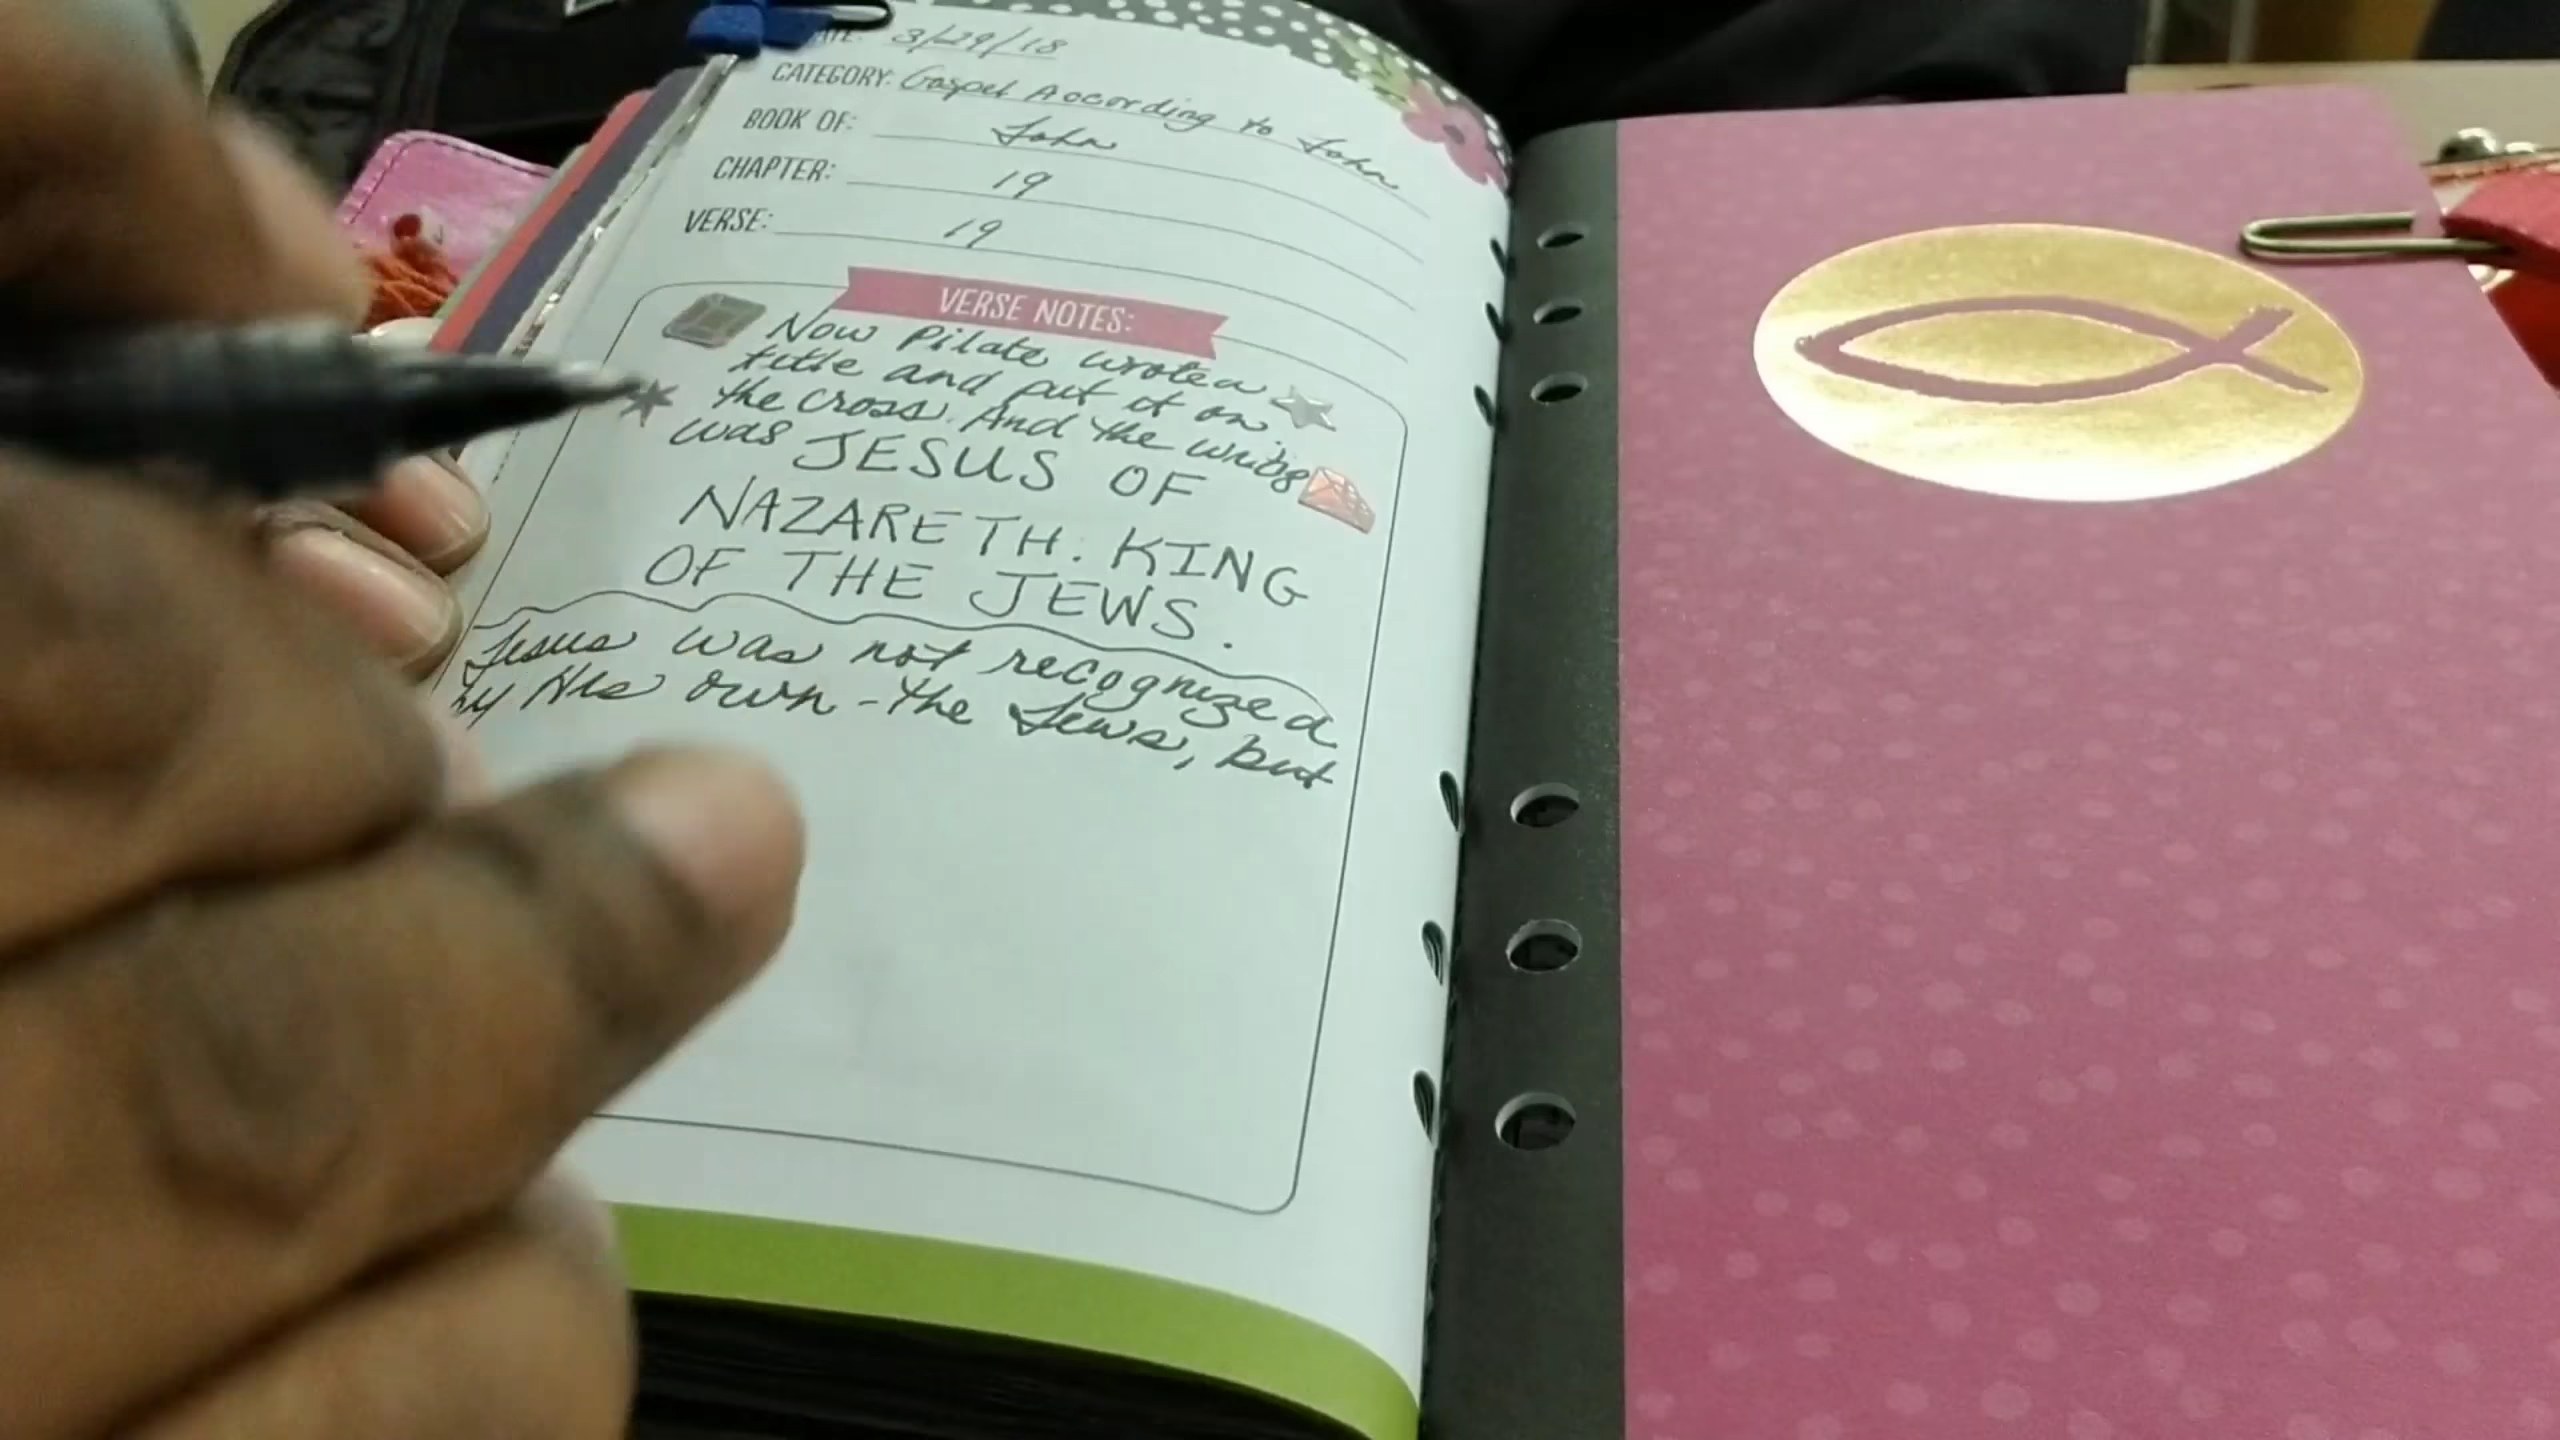 DATE: 3/29/18
CATEGORY: Gospel According to John
BOOK OF: John
CHAPTER: 19
VERSE: 19
VERSE NOTES:
Now Pilate wrote a
title and put it on
the cross. And the writing
was JESUS OF
NAZARETH. KING
OF THE JEWS.
Jesus was not recognized
by His own - the Jews, but